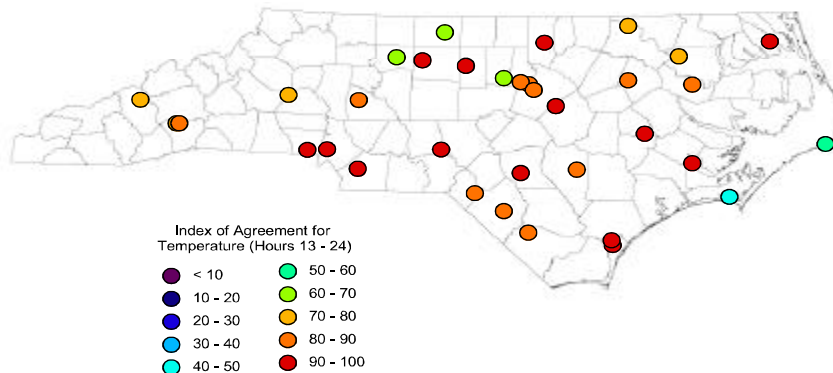 Index of Agreement for
Temperature (Hours 13 - 24)
< 10
10 - 20
20 - 30
30 - 40
40 - 50
50 - 60
60 - 70
70 - 80
80 - 90
90 - 100